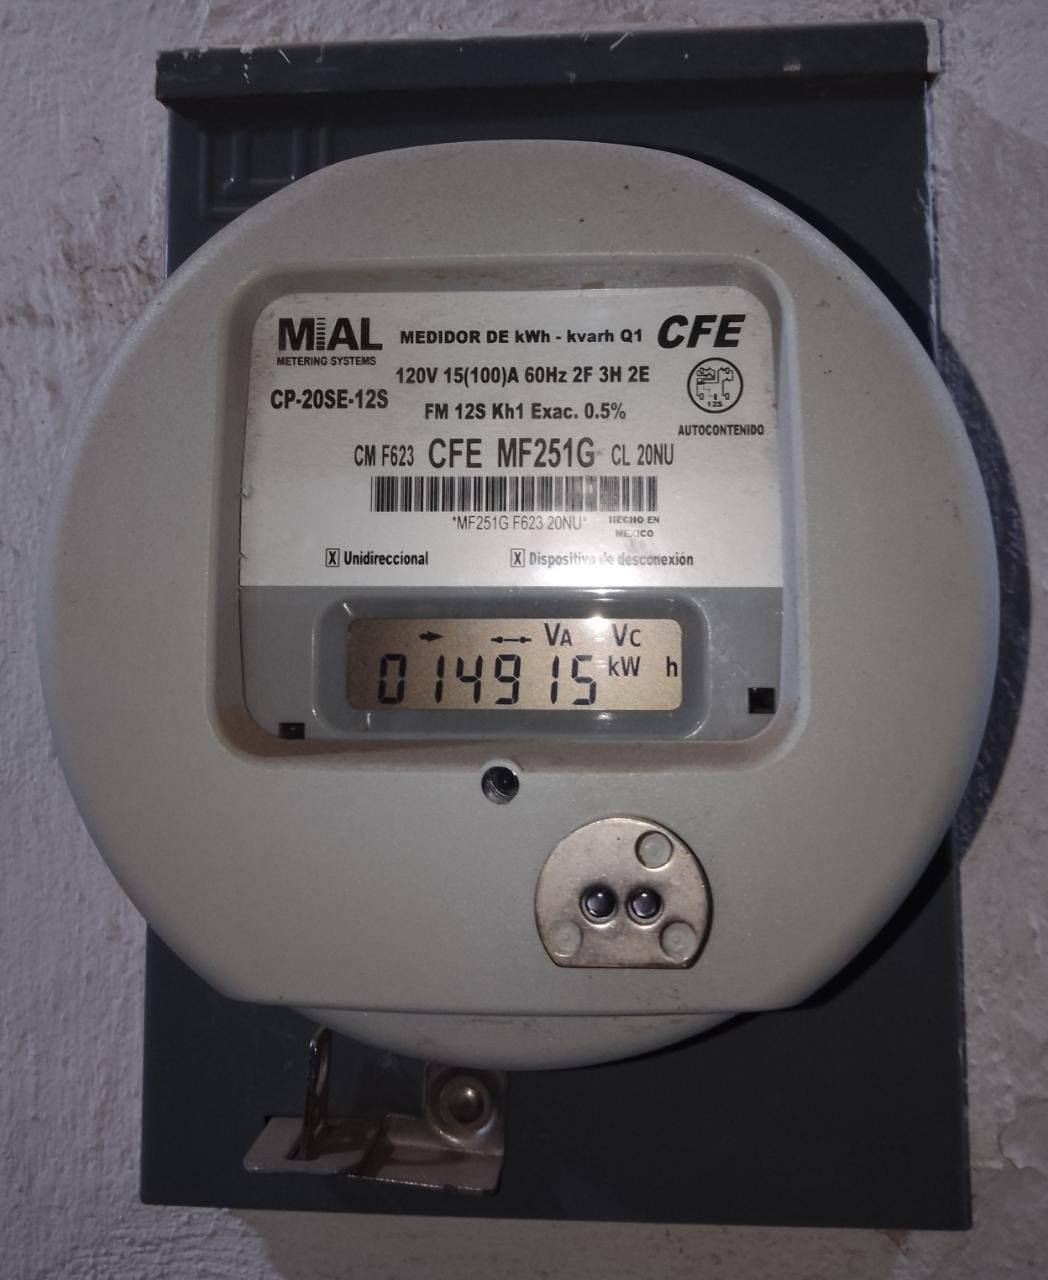 MIAL
METERING SYSTEMS
MEDIDOR DE kWh - kvarh Q1
CFE
120V 15(100)A 60Hz 2F 3H 2E
CP-20SE-12S
FM 12S Kh1 Exac. 0.5%
12S
AUTOCONTENIDO
CM F623 CFE MF251G CL 20NU
*MF251G F623 20NU*
HECHO EN
MEXICO
X Unidireccional
X Dispositivo de desconexión
VA VC
014915 kW h